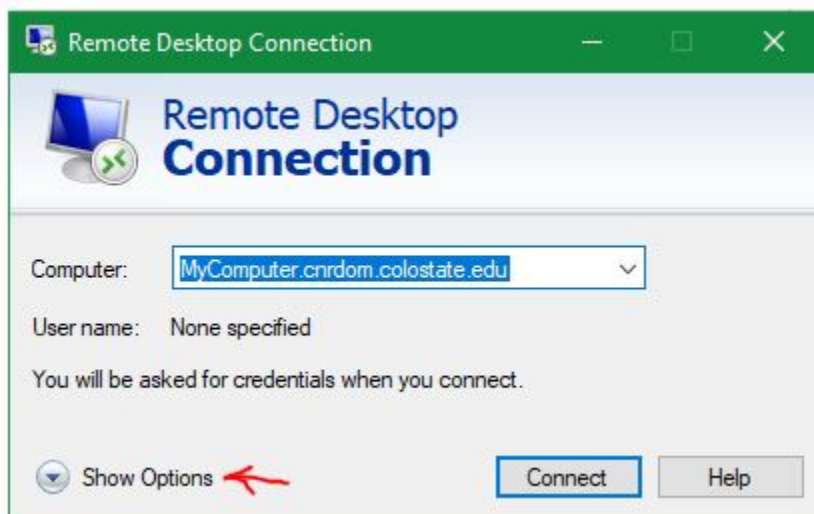 Remote Desktop Connection
Remote Desktop
Connection
Computer: MyComputer.cnrdom.colostate.edu
User name: None specified
You will be asked for credentials when you connect.
Show Options Connect Help